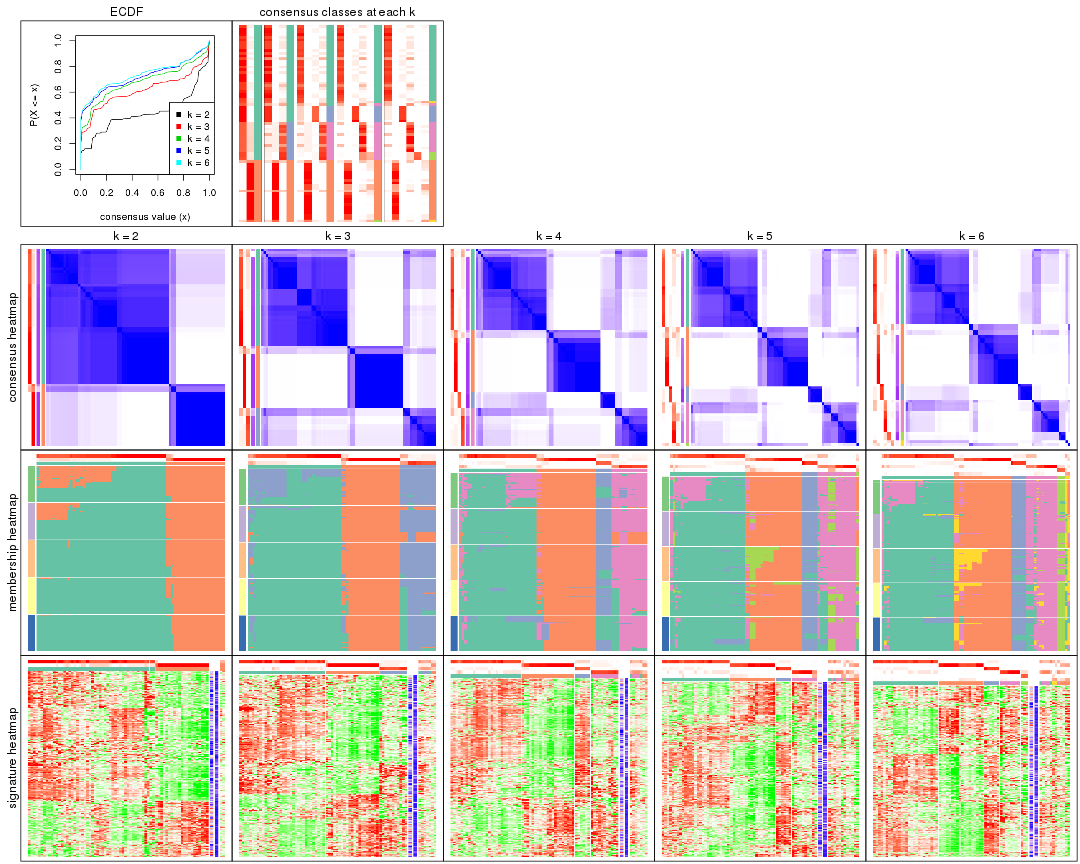 ECDF
consensus classes at each k
P(X <= x)
0.0 0.2 0.4 0.6 0.8 1.0
k = 2
k = 3
k = 4
k = 5
k = 6
0.0 0.2 0.4 0.6 0.8 1.0
consensus value (x)
k = 2
k = 3
k = 4
k = 5
k = 6
consensus heatmap
membership heatmap
signature heatmap